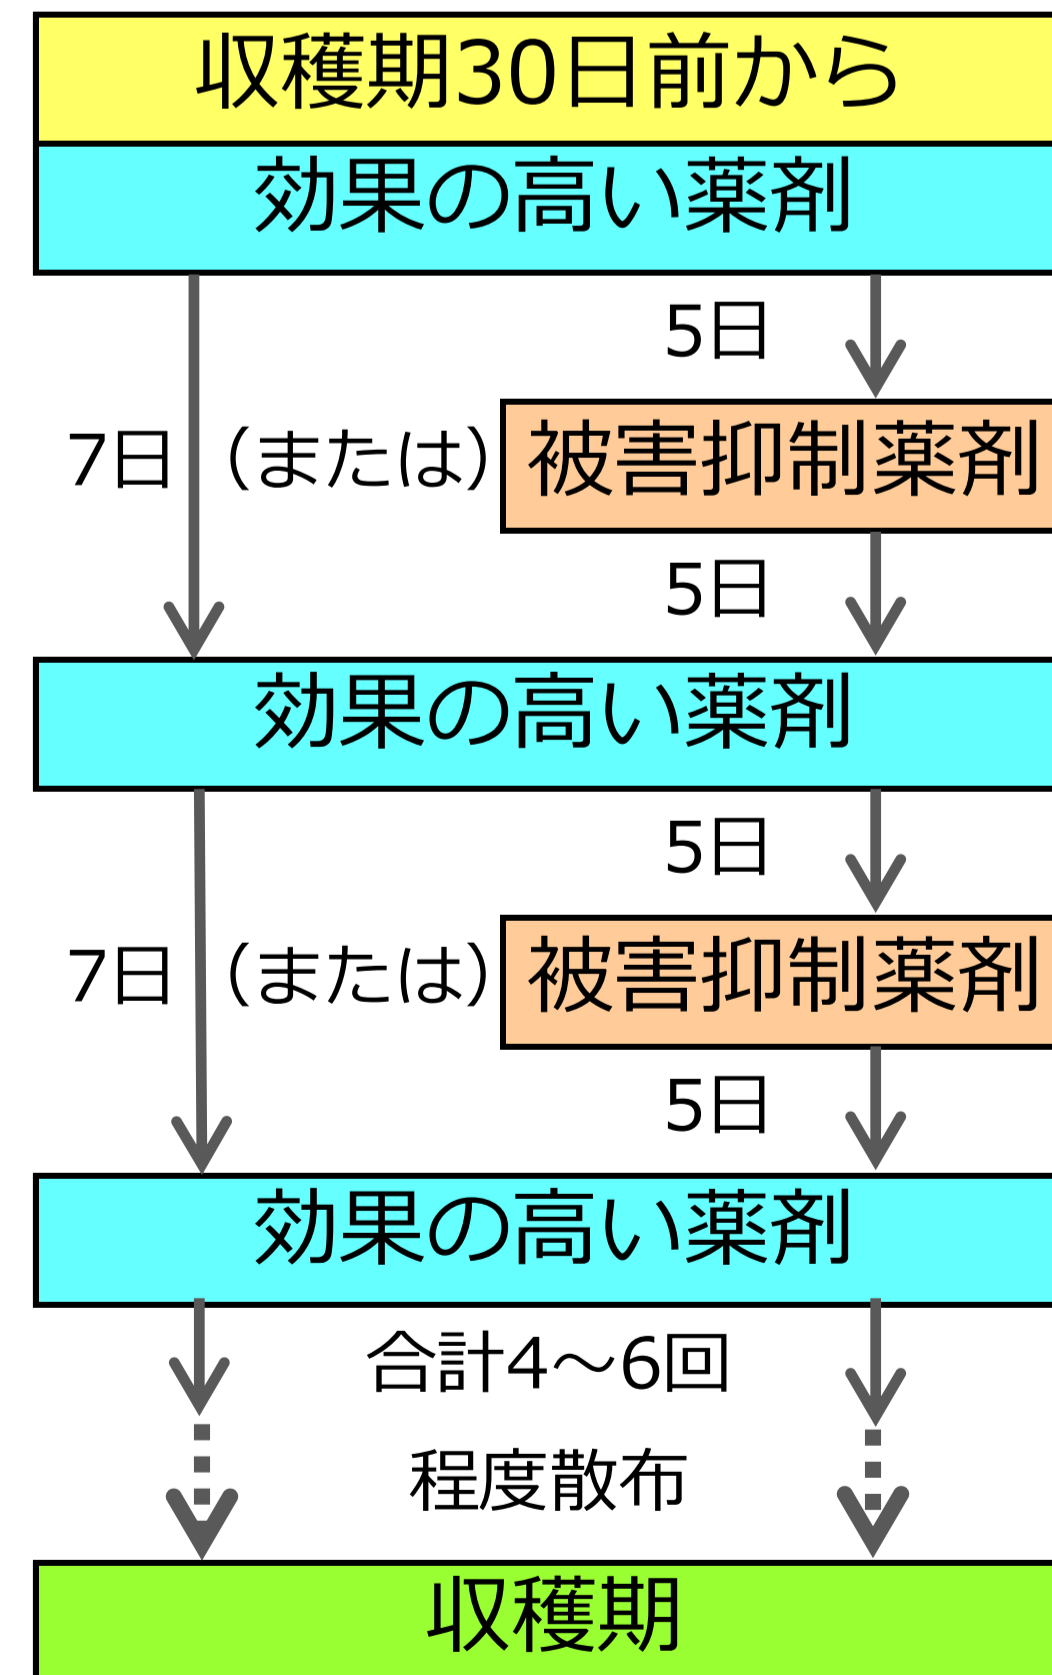 収穫期30日前から
効果の高い薬剤
5日
7日 （または） 被害抑制薬剤
5日
効果の高い薬剤
5日
7日 （または） 被害抑制薬剤
5日
効果の高い薬剤
合計4～6回
程度散布
収穫期